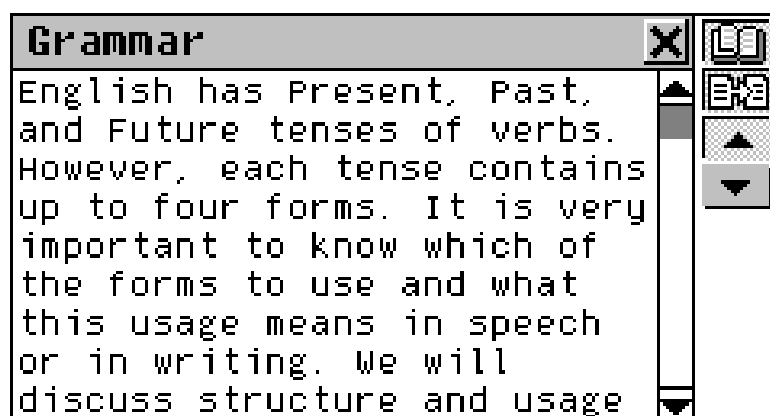 Grammar
English has Present, Past,
and Future tenses of verbs.
However, each tense contains
up to four forms. It is very
important to know which of
the forms to use and what
this usage means in speech
or in writing. We will
discuss structure and usage